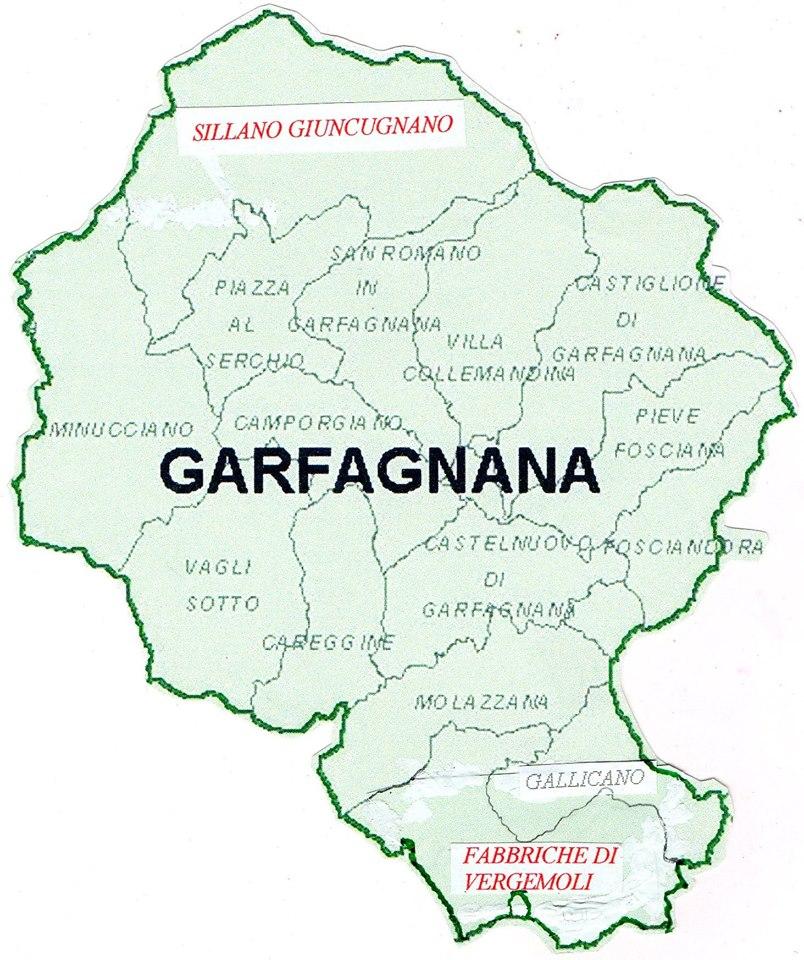 SILLANO GIUNCUGNANO
SAN ROMANO
IN
GARFAGNANA
PIAZZA
AL
SERCHIO
CASTIGLIONE
DI
GARFAGNANA
VILLA
COLLEMANDINA
MINUCCIANO
CAMPORGIANO
PIEVE
FOSCIANA
GARFAGNANA
VAGLI
SOTTO
CASTELNUOVO
DI
GARFAGNANA
FOSCIANDORA
CAREGGINE
MOLAZZANA
GALLICANO
FABBRICHE DI
VERGEMOLI